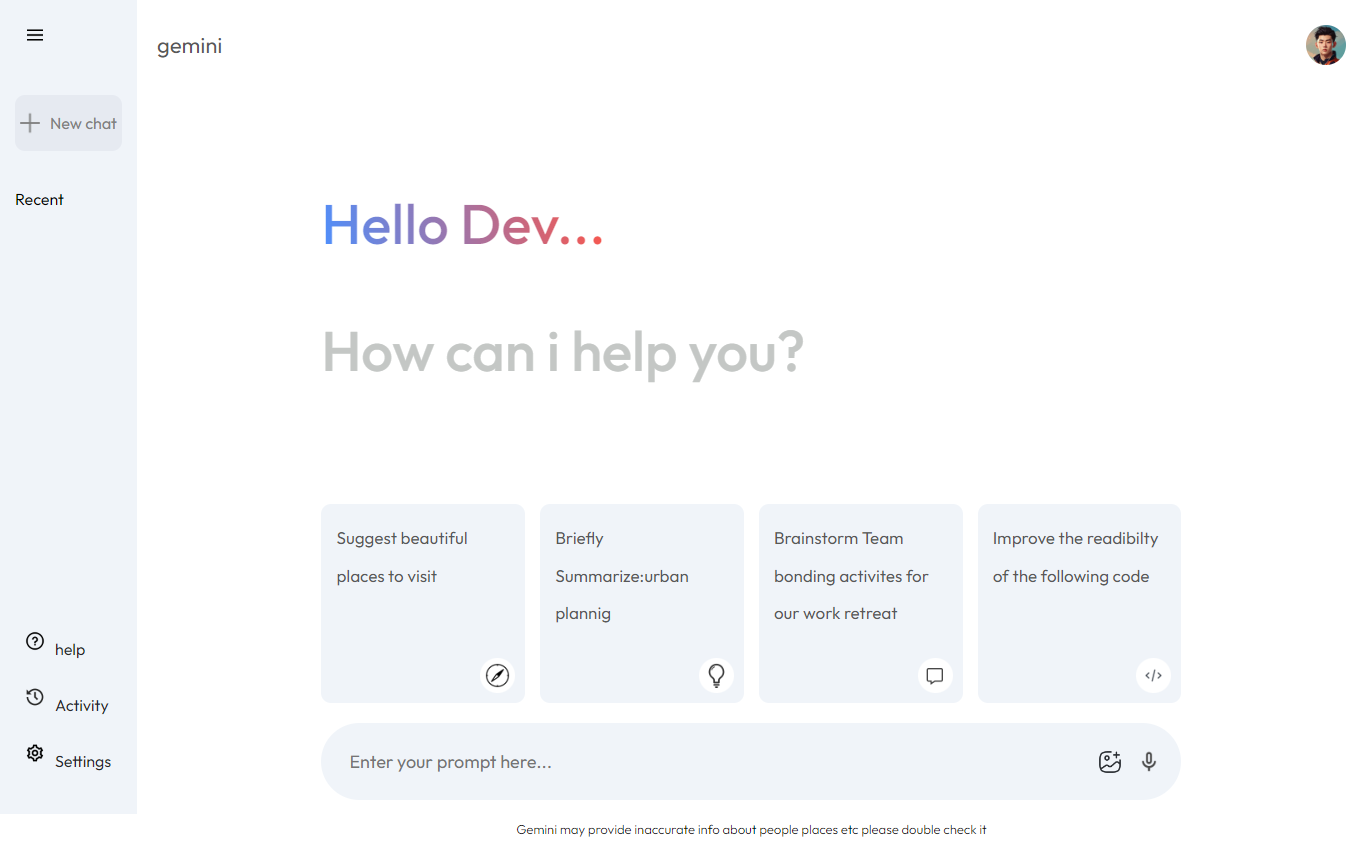 gemini
New chat
Recent
Hello Dev...
How can i help you?
Suggest beautiful
places to visit
Briefly
Summarize:urban
plannig
Brainstorm Team
bonding activites for
our work retreat
Improve the readibilty
of the following code
help
Activity
Settings
Enter your prompt here...
Gemini may provide inaccurate info about people places etc please double check it